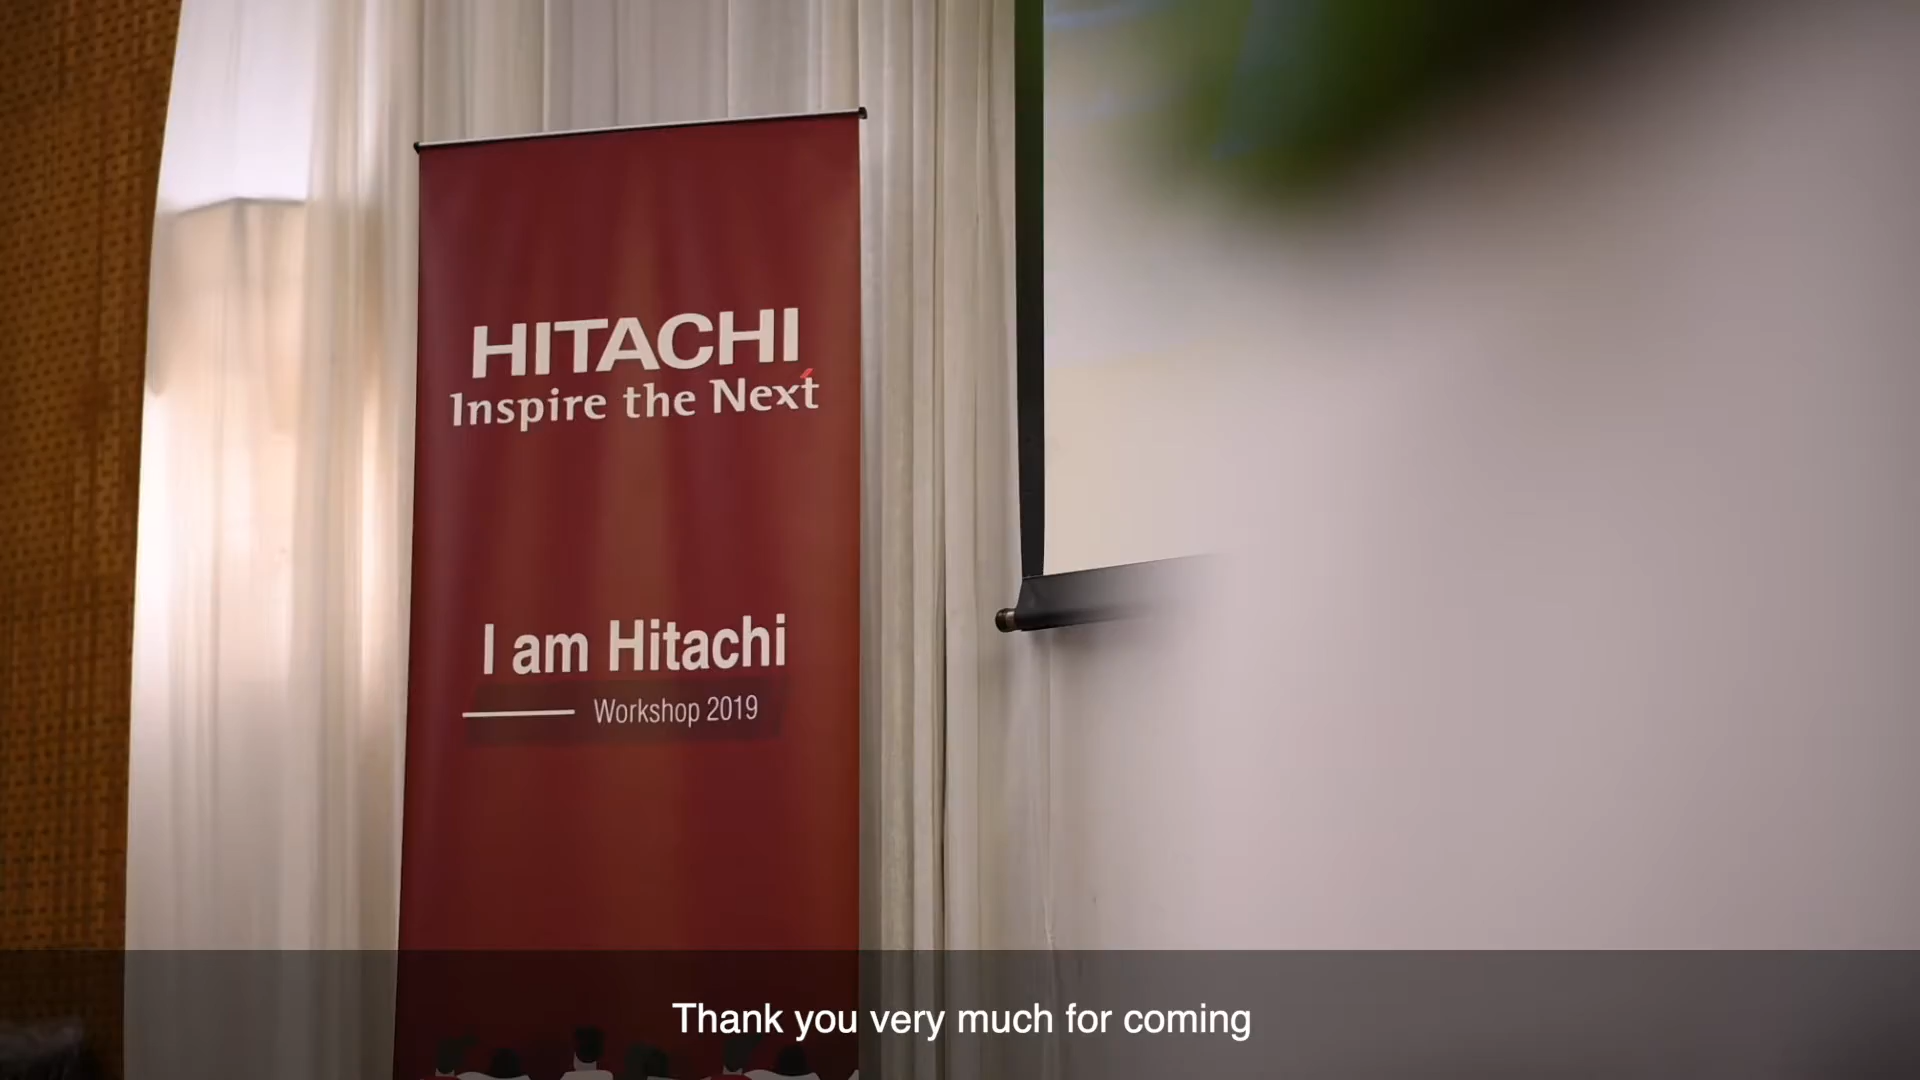 HITACHI
Inspire the Next
I am Hitachi
Workshop 2019
Thank you very much for coming